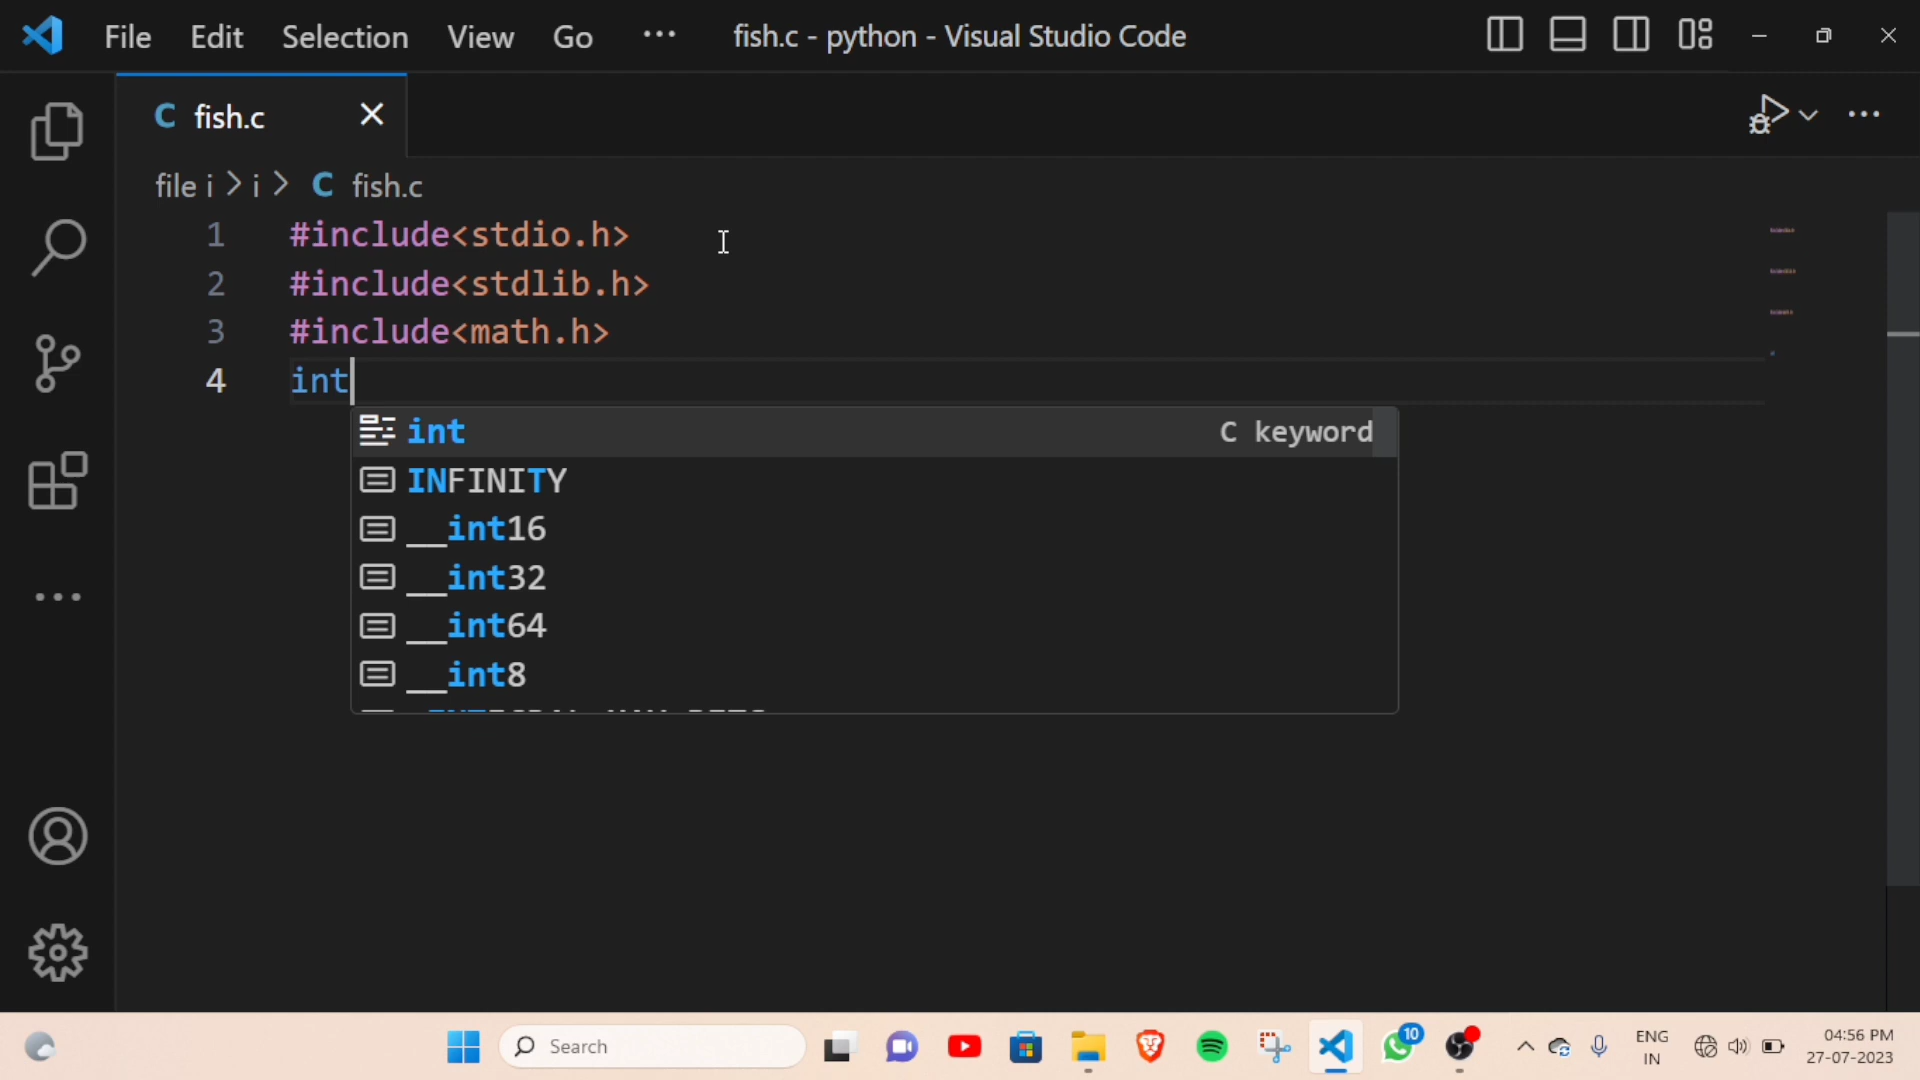 File Edit Selection View Go ··· fish.c - python - Visual Studio Code
C fish.c
file i > i > C fish.c
1 #include<stdio.h>
2 #include<stdlib.h>
3 #include<math.h>
4 int
int C keyword
INFINITY
__int16
__int32
__int64
__int8
Search
10
ENG
IN
04:56 PM
27-07-2023